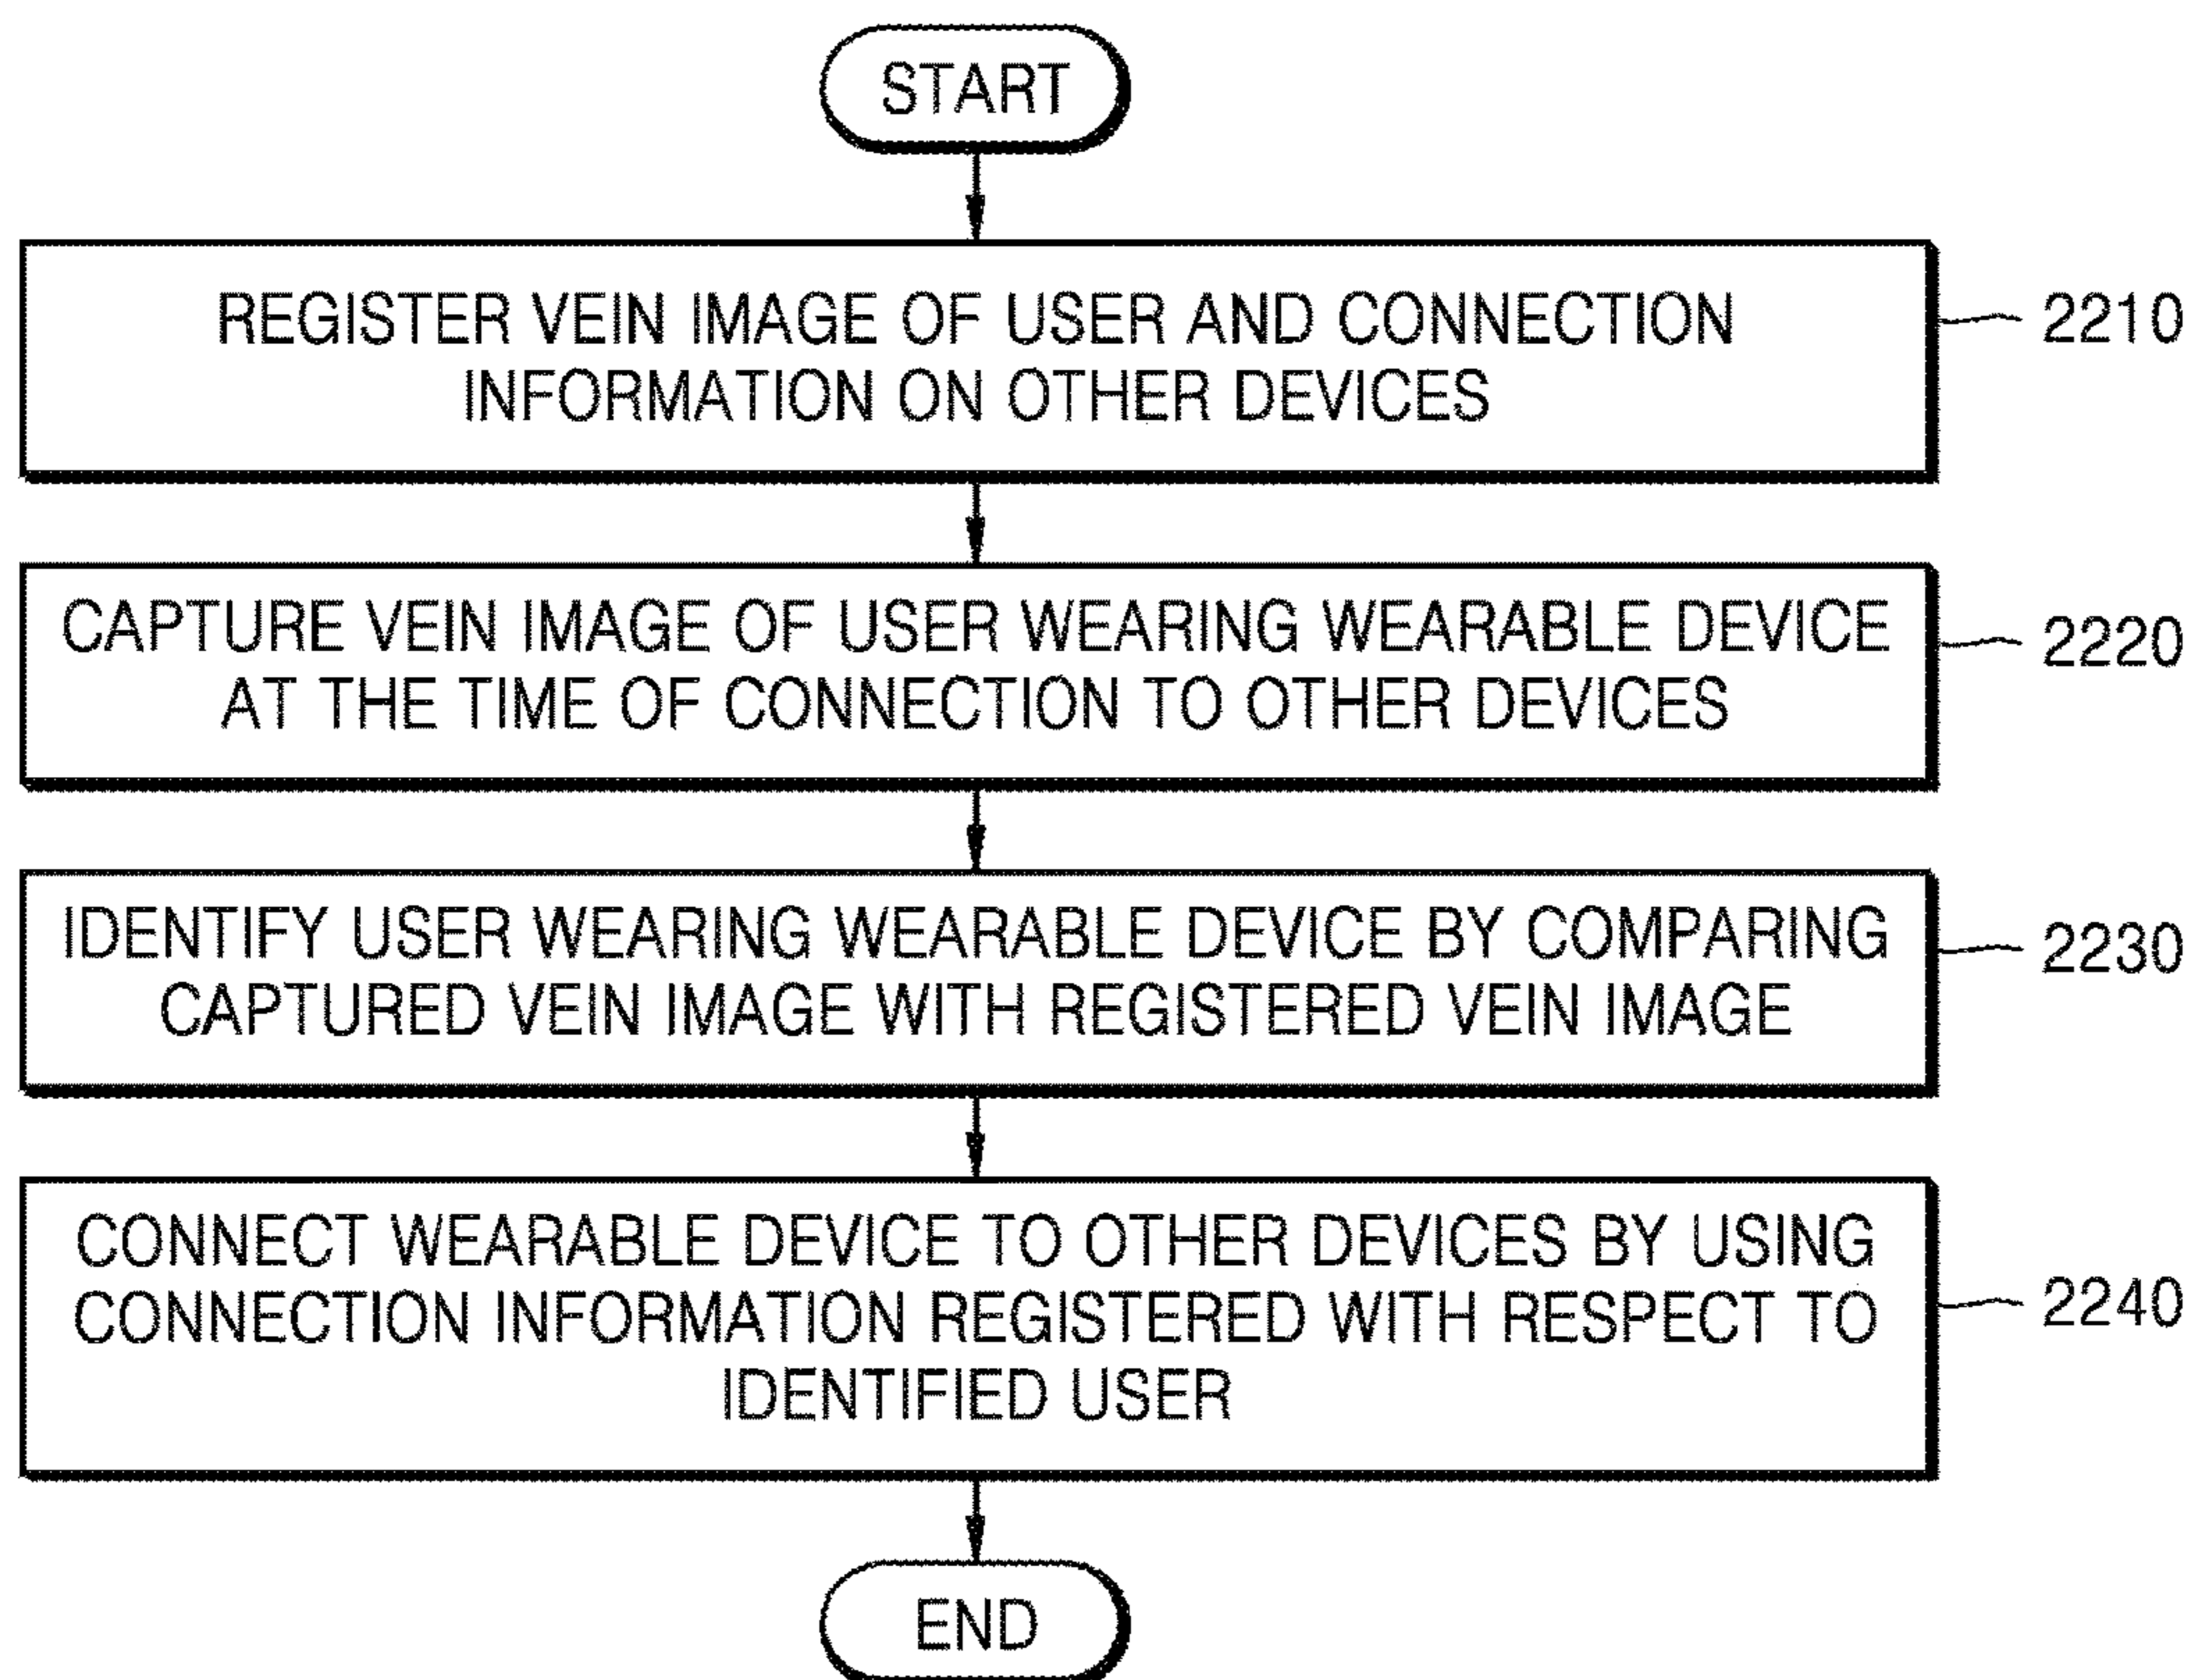 START
REGISTER VEIN IMAGE OF USER AND CONNECTION
INFORMATION ON OTHER DEVICES
2210
CAPTURE VEIN IMAGE OF USER WEARING WEARABLE DEVICE
AT THE TIME OF CONNECTION TO OTHER DEVICES
2220
IDENTIFY USER WEARING WEARABLE DEVICE BY COMPARING
CAPTURED VEIN IMAGE WITH REGISTERED VEIN IMAGE
2230
CONNECT WEARABLE DEVICE TO OTHER DEVICES BY USING
CONNECTION INFORMATION REGISTERED WITH RESPECT TO
IDENTIFIED USER
2240
END